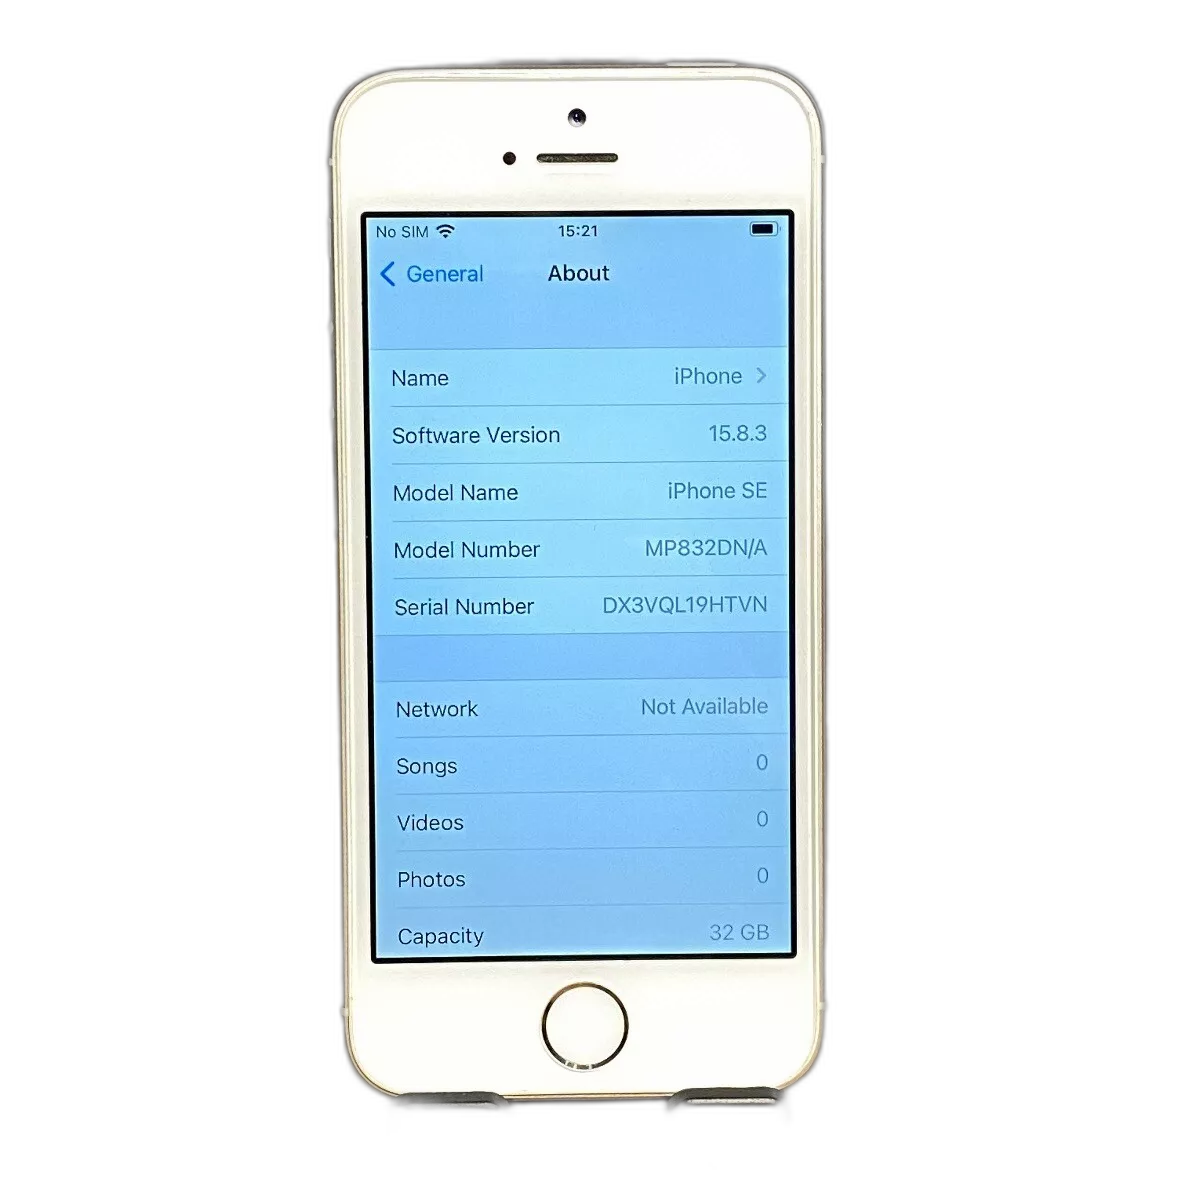 No SIM 15:21
General About
Name iPhone
Software Version 15.8.3
Model Name iPhone SE
Model Number MP832DN/A
Serial Number DX3VQL19HTVN
Network Not Available
Songs 0
Videos 0
Photos 0
Capacity 32 GB